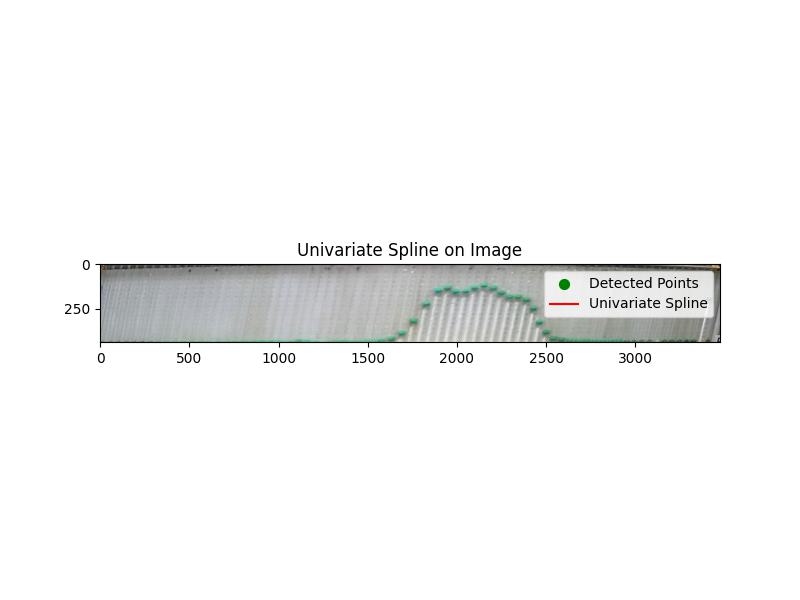 Univariate Spline on Image
0
Detected Points
Univariate Spline
250
0 500 1000 1500 2000 2500 3000